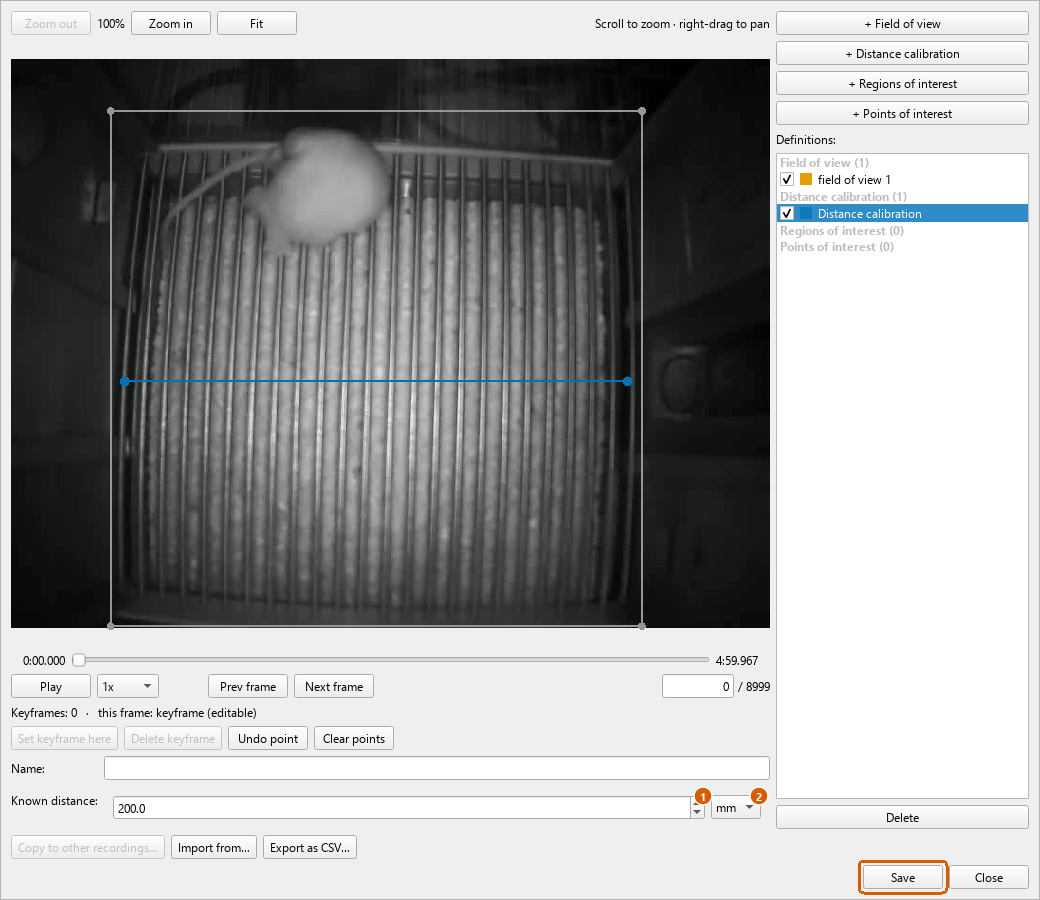 Zoom out 100% Zoom in Fit Scroll to zoom · right-drag to pan
+ Field of view
+ Distance calibration
+ Regions of interest
+ Points of interest
Definitions:
Field of view (1)
field of view 1
Distance calibration (1)
Distance calibration
Regions of interest (0)
Points of interest (0)
0:00.000 4:59.967
Play 1x Prev frame Next frame 0 / 8999
Keyframes: 0 · this frame: keyframe (editable)
Set keyframe here Delete keyframe Undo point Clear points
Name:
Known distance: 200.0 1 mm 2
Delete
Copy to other recordings... Import from... Export as CSV...
Save Close